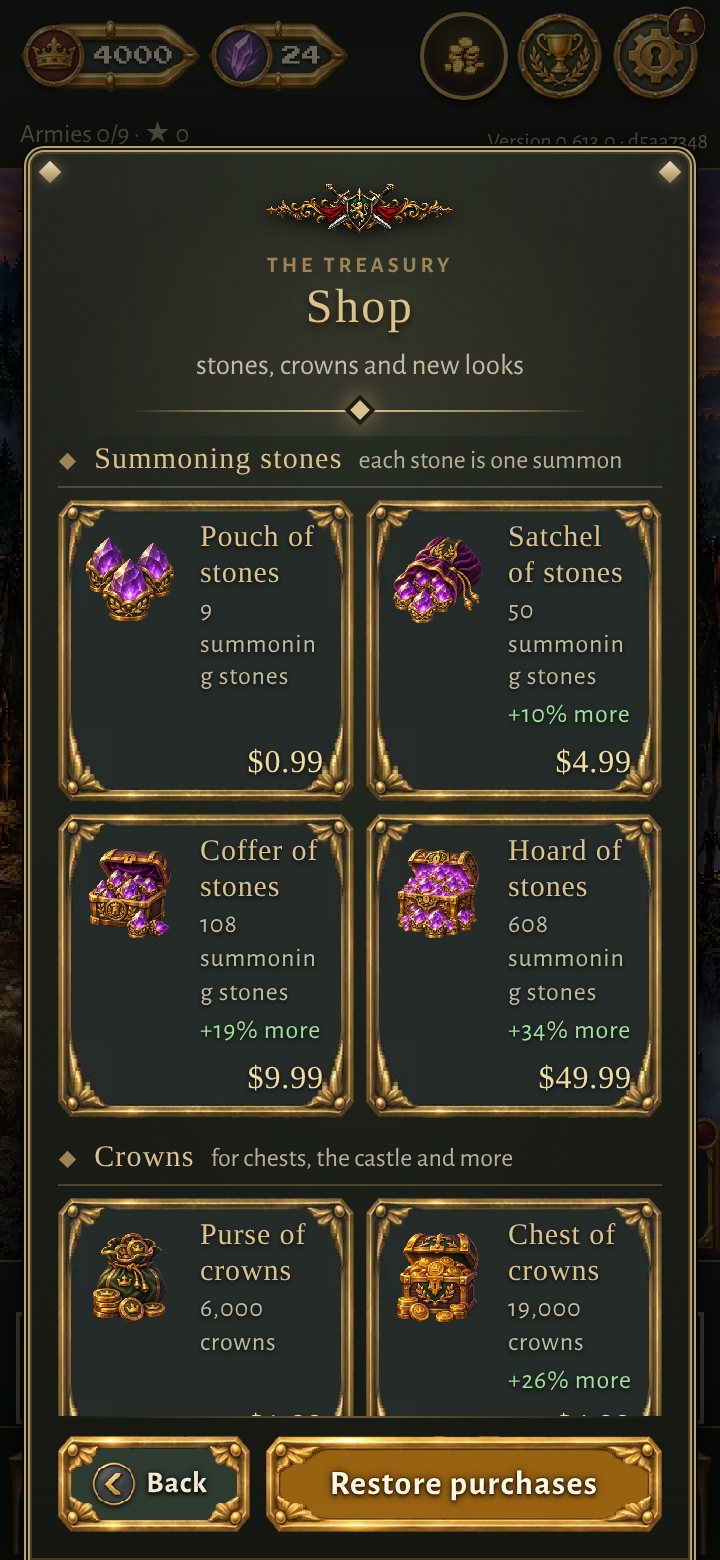 4000
24
Armies 0/9 · ★ 0
THE TREASURY
Shop
stones, crowns and new looks
Summoning stones each stone is one summon
Pouch of
stones
9
summonin
g stones
$0.99
Satchel
of stones
50
summonin
g stones
+10% more
$4.99
Coffer of
stones
108
summonin
g stones
+19% more
$9.99
Hoard of
stones
608
summonin
g stones
+34% more
$49.99
Crowns for chests, the castle and more
Purse of
crowns
6,000
crowns
Chest of
crowns
19,000
crowns
+26% more
Back
Restore purchases